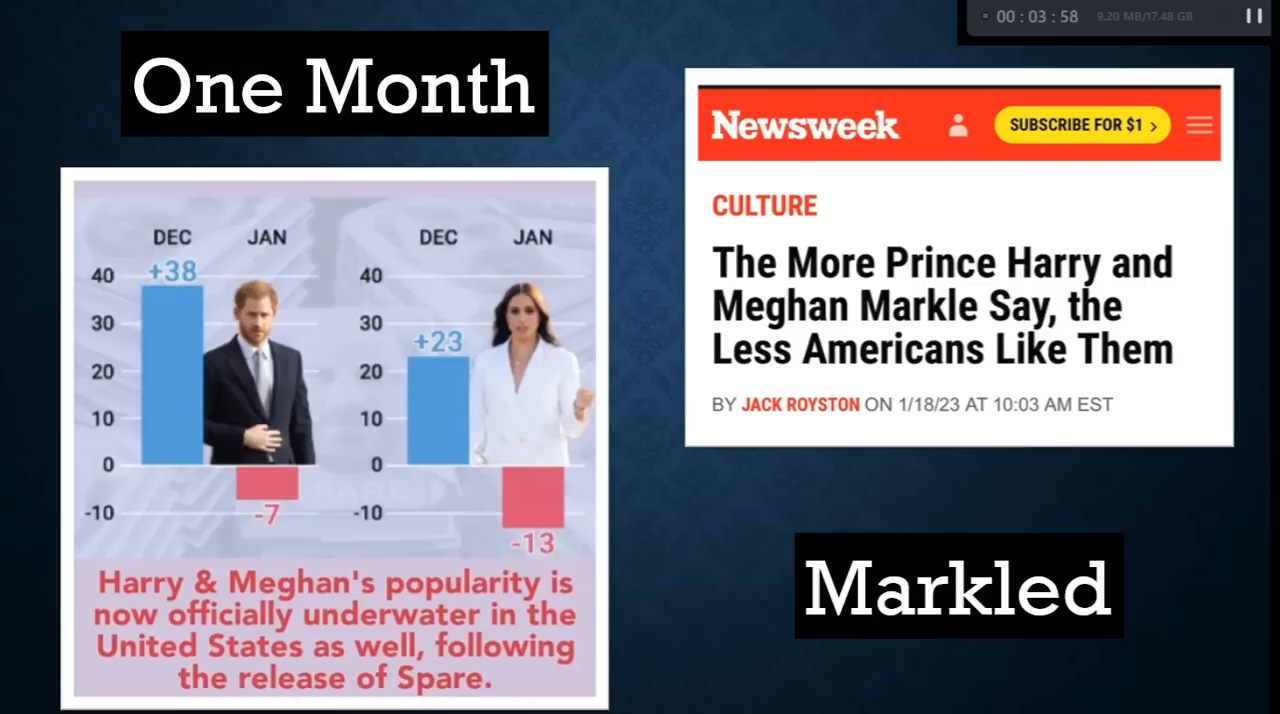 00 : 03 : 58 9.20 MB/17.48 GB
One Month
DEC JAN DEC JAN
+38
40 40
30 30
+23
20 20
10 10
0 0
-10 -7 -10
-13
Harry & Meghan's popularity is
now officially underwater in the
United States as well, following
the release of Spare.
Newsweek SUBSCRIBE FOR $1 >
CULTURE
The More Prince Harry and
Meghan Markle Say, the
Less Americans Like Them
BY JACK ROYSTON ON 1/18/23 AT 10:03 AM EST
Markled